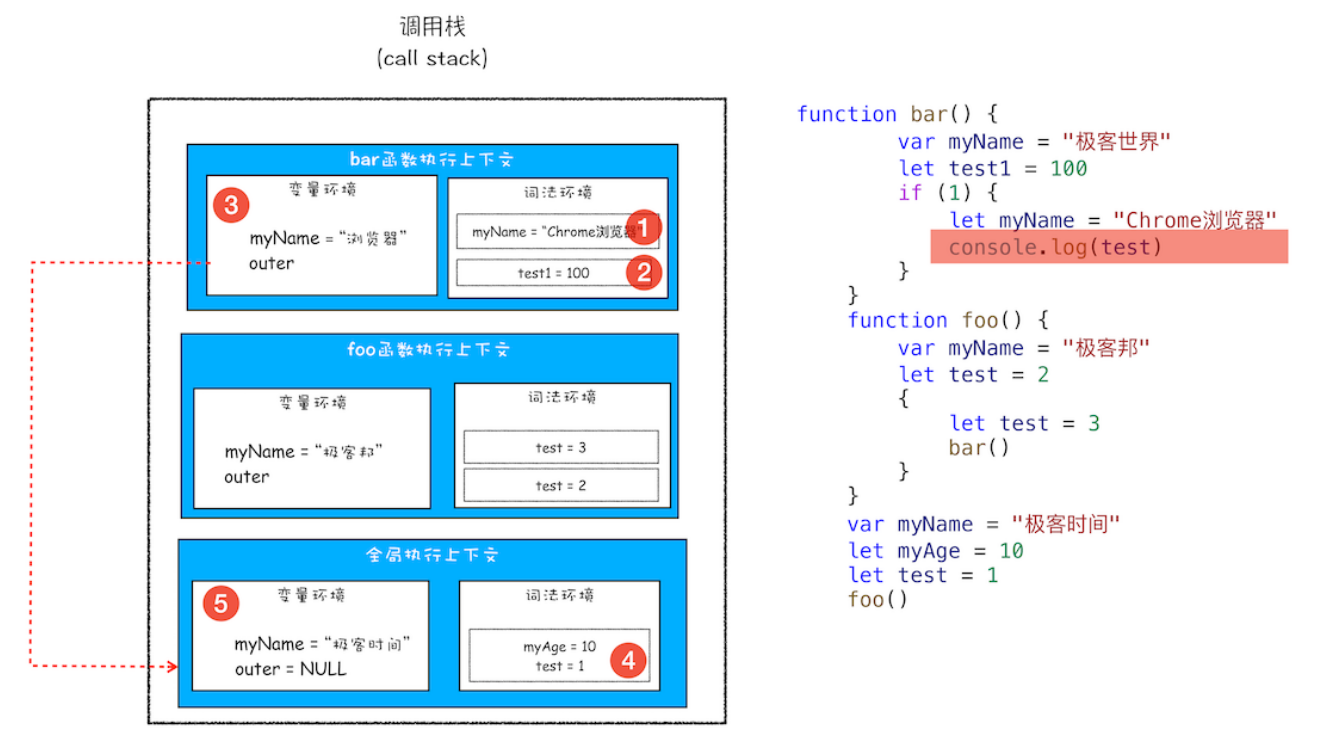 调用栈
(call stack)
bar函数执行上下文
变量环境
3
myName = “浏览器”
outer
词法环境
myName = “Chrome浏览器”
1
test1 = 100
2
foo函数执行上下文
变量环境
myName = “极客邦”
outer
词法环境
test = 3
test = 2
全局执行上下文
变量环境
5
myName = “极客时间”
outer = NULL
词法环境
myAge = 10
test = 1
4
function bar() {
var myName = "极客世界"
let test1 = 100
if (1) {
let myName = "Chrome浏览器"
console.log(test)
}
}
function foo() {
var myName = "极客邦"
let test = 2
{
let test = 3
bar()
}
}
var myName = "极客时间"
let myAge = 10
let test = 1
foo()